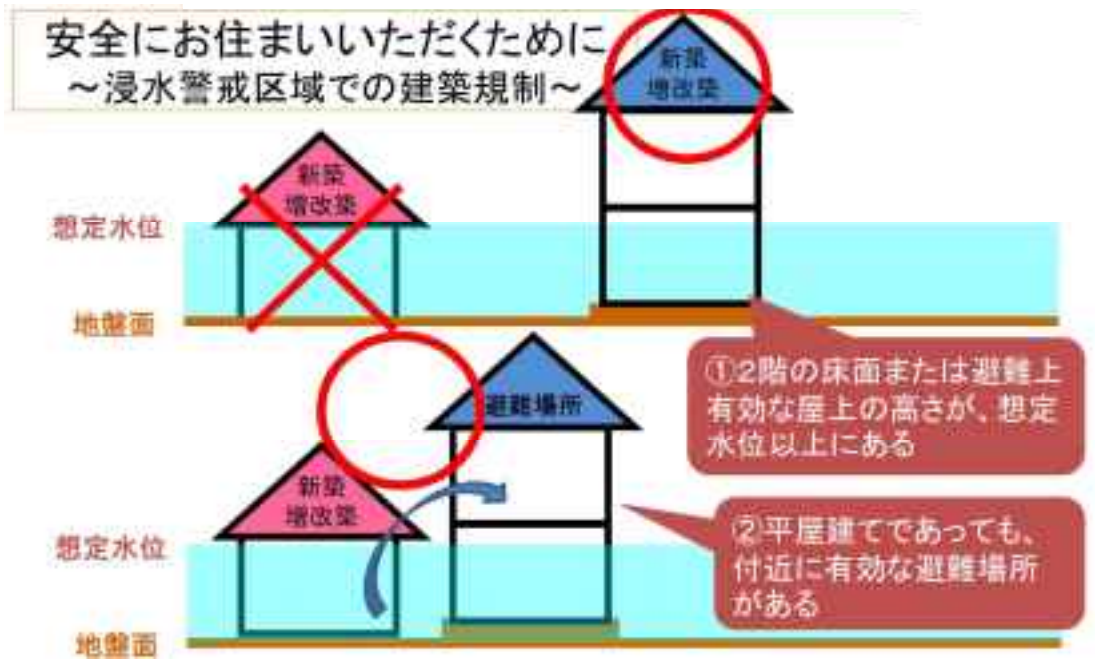 安全にお住まいいただくために
～浸水警戒区域での建築規制～
新築
増改築
新築
増改築
想定水位
地盤面
①2階の床面または避難上
有効な屋上の高さが、想定
水位以上にある
避難場所
新築
増改築
想定水位
②平屋建てであっても、
付近に有効な避難場所
がある
地盤面